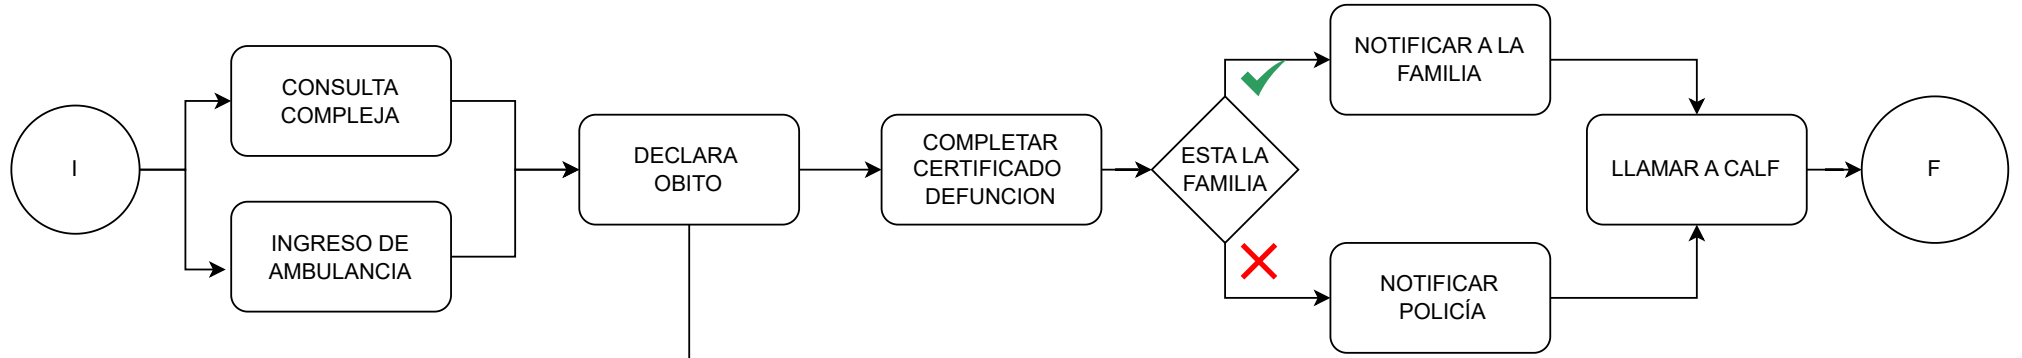 I
CONSULTA
COMPLEJA
INGRESO DE
AMBULANCIA
DECLARA
OBITO
COMPLETAR
CERTIFICADO
DEFUNCION
ESTA LA
FAMILIA
NOTIFICAR A LA
FAMILIA
NOTIFICAR
POLICÍA
LLAMAR A CALF
F